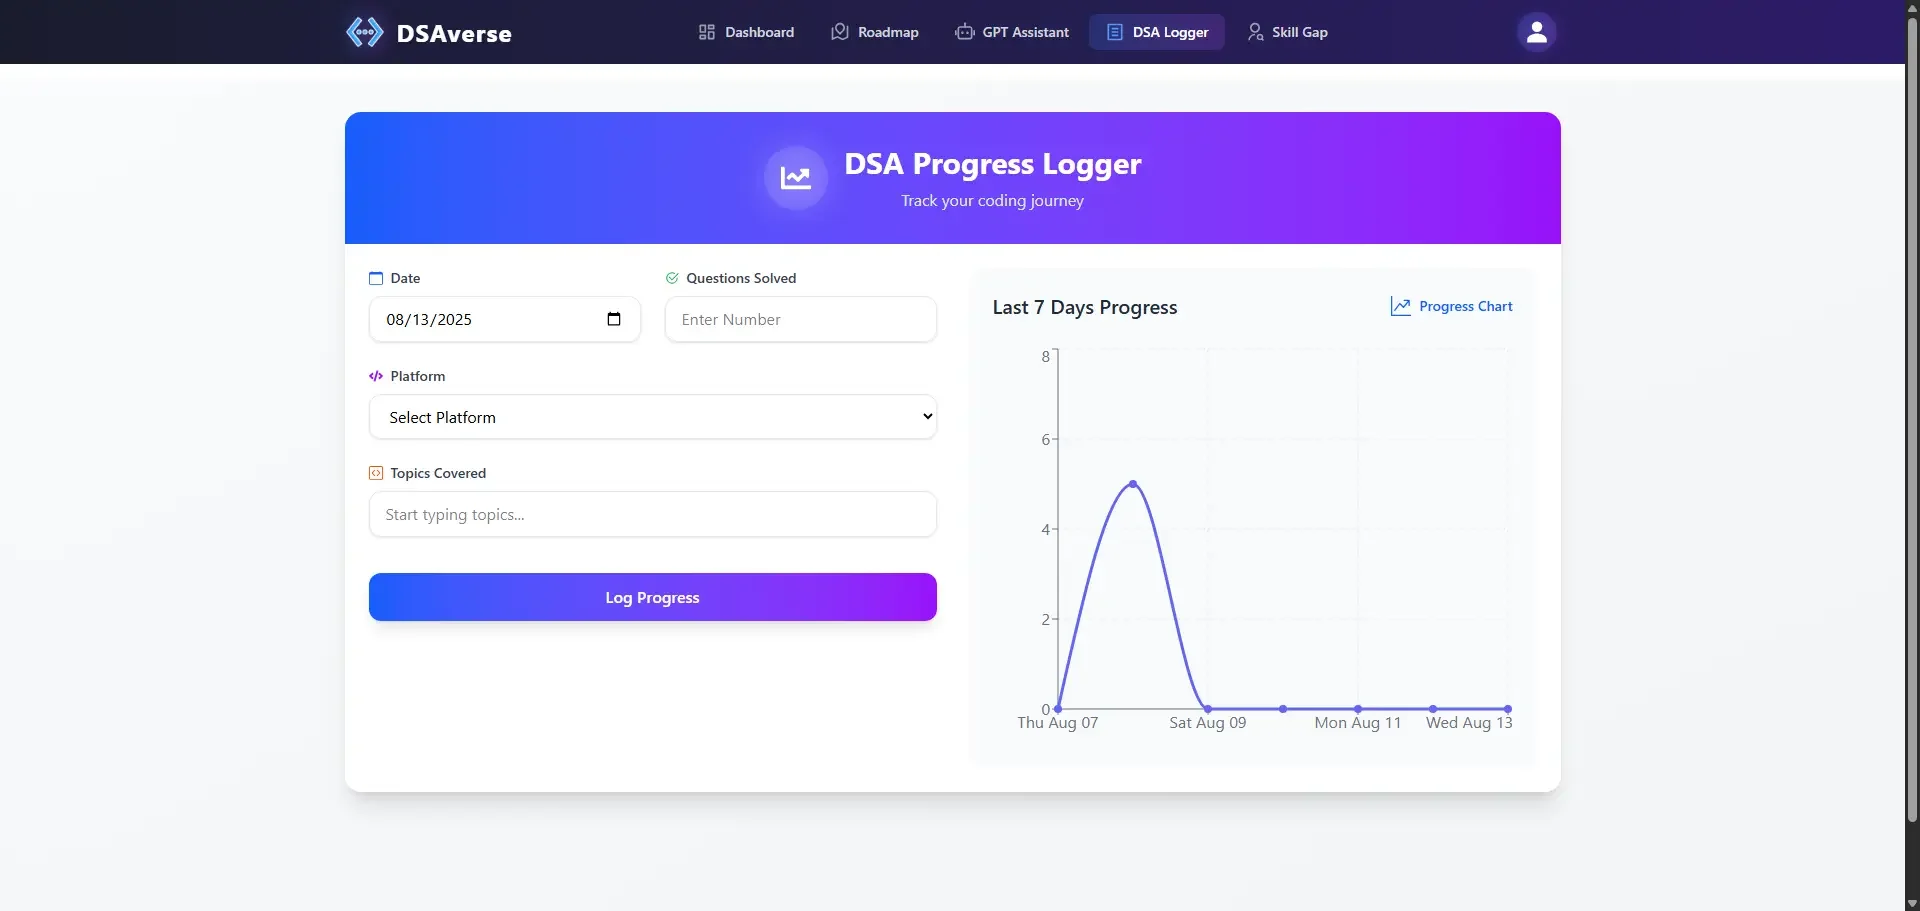 DSAverse
Dashboard
Roadmap
GPT Assistant
DSA Logger
Skill Gap
DSA Progress Logger
Track your coding journey
Date
Questions Solved
08/13/2025
Enter Number
Platform
Select Platform
Topics Covered
Start typing topics...
Log Progress
Last 7 Days Progress
Progress Chart
8
6
4
2
0
Thu Aug 07
Sat Aug 09
Mon Aug 11
Wed Aug 13